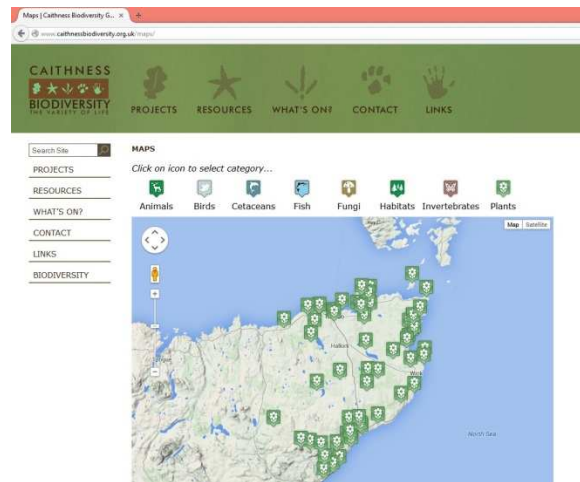 Maps | Caithness Biodiversity G...
www.caithnessbiodiversity.org.uk/maps/
CAITHNESS
BIODIVERSITY
THE VARIETY OF LIFE
PROJECTS RESOURCES WHAT'S ON? CONTACT LINKS
Search Site
PROJECTS
RESOURCES
WHAT'S ON?
CONTACT
LINKS
BIODIVERSITY
MAPS
Click on icon to select category...
Animals Birds Cetaceans Fish Fungi Habitats Invertebrates Plants
Map Satellite
Halkirk
Wick
North Sea